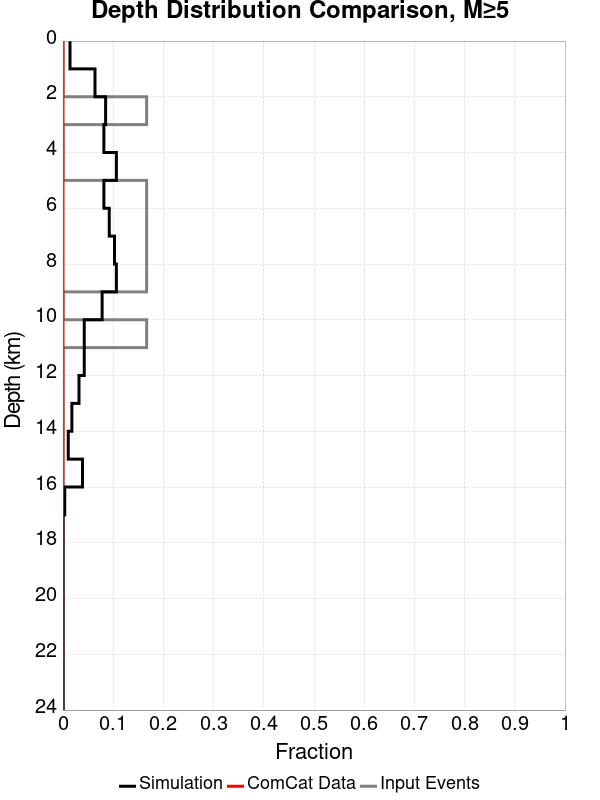 Depth Distribution Comparison, M≥5
0
2
4
6
8
10
12
14
16
18
20
22
24
Depth (km)
0 0.1 0.2 0.3 0.4 0.5 0.6 0.7 0.8 0.9 1
Fraction
Simulation ComCat Data Input Events